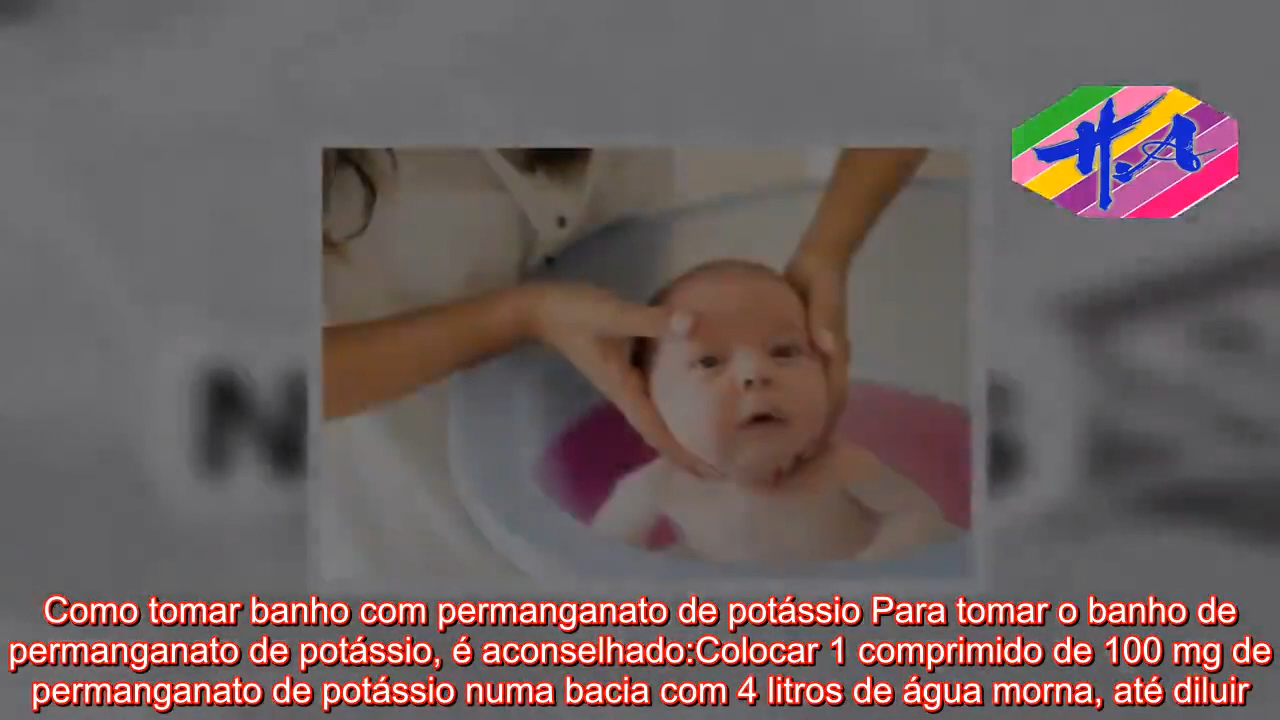 H.A
Como tomar banho com permanganato de potássio Para tomar o banho de
permanganato de potássio, é aconselhado:Colocar 1 comprimido de 100 mg de
permanganato de potássio numa bacia com 4 litros de água morna, até diluir